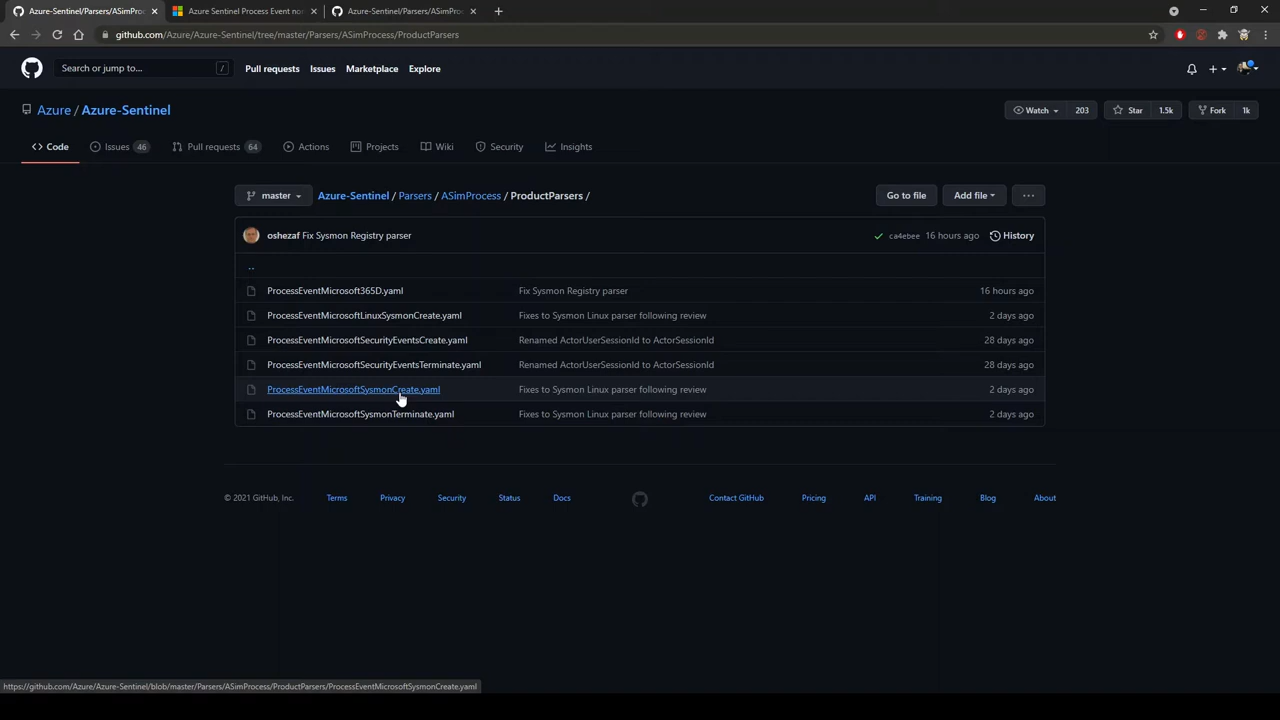 Azure-Sentinel/Parsers/ASimProc
Azure Sentinel Process Event nor
Azure-Sentinel/Parsers/ASimProc
github.com/Azure/Azure-Sentinel/tree/master/Parsers/ASimProcess/ProductParsers
Search or jump to... /
Pull requests Issues Marketplace Explore
Azure / Azure-Sentinel
Watch 203 Star 1.5k Fork 1k
Code Issues 46 Pull requests 64 Actions Projects Wiki Security Insights
master Azure-Sentinel / Parsers / ASimProcess / ProductParsers / Go to file Add file ...
oshezaf Fix Sysmon Registry parser ca4ebee 16 hours ago History
..
ProcessEventMicrosoft365D.yaml Fix Sysmon Registry parser 16 hours ago
ProcessEventMicrosoftLinuxSysmonCreate.yaml Fixes to Sysmon Linux parser following review 2 days ago
ProcessEventMicrosoftSecurityEventsCreate.yaml Renamed ActorUserSessionId to ActorSessionId 28 days ago
ProcessEventMicrosoftSecurityEventsTerminate.yaml Renamed ActorUserSessionId to ActorSessionId 28 days ago
ProcessEventMicrosoftSysmonCreate.yaml Fixes to Sysmon Linux parser following review 2 days ago
ProcessEventMicrosoftSysmonTerminate.yaml Fixes to Sysmon Linux parser following review 2 days ago
© 2021 GitHub, Inc. Terms Privacy Security Status Docs Contact GitHub Pricing API Training Blog About
https://github.com/Azure/Azure-Sentinel/blob/master/Parsers/ASimProcess/ProductParsers/ProcessEventMicrosoftSysmonCreate.yaml